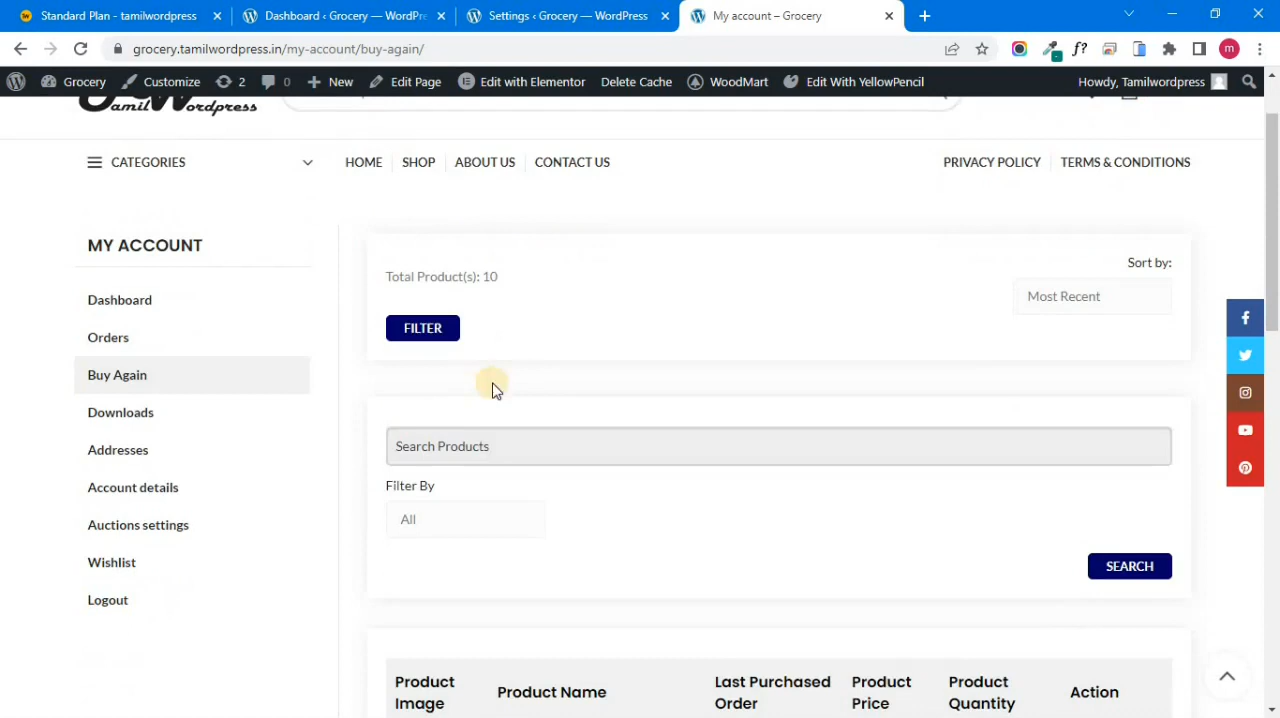 Standard Plan - tamilwordpress
Dashboard ‹ Grocery — WordPr
Settings ‹ Grocery — WordPress
My account – Grocery
grocery.tamilwordpress.in/my-account/buy-again/
f?
m
Grocery
Customize
2
0
New
Edit Page
Edit with Elementor
Delete Cache
WoodMart
Edit With YellowPencil
Howdy, Tamilwordpress
Tamil Wordpress
CATEGORIES
HOME
SHOP
ABOUT US
CONTACT US
PRIVACY POLICY
TERMS & CONDITIONS
MY ACCOUNT
Dashboard
Orders
Buy Again
Downloads
Addresses
Account details
Auctions settings
Wishlist
Logout
Total Product(s): 10
Sort by:
Most Recent
FILTER
Search Products
Filter By
All
SEARCH
Product Image
Product Name
Last Purchased Order
Product Price
Product Quantity
Action